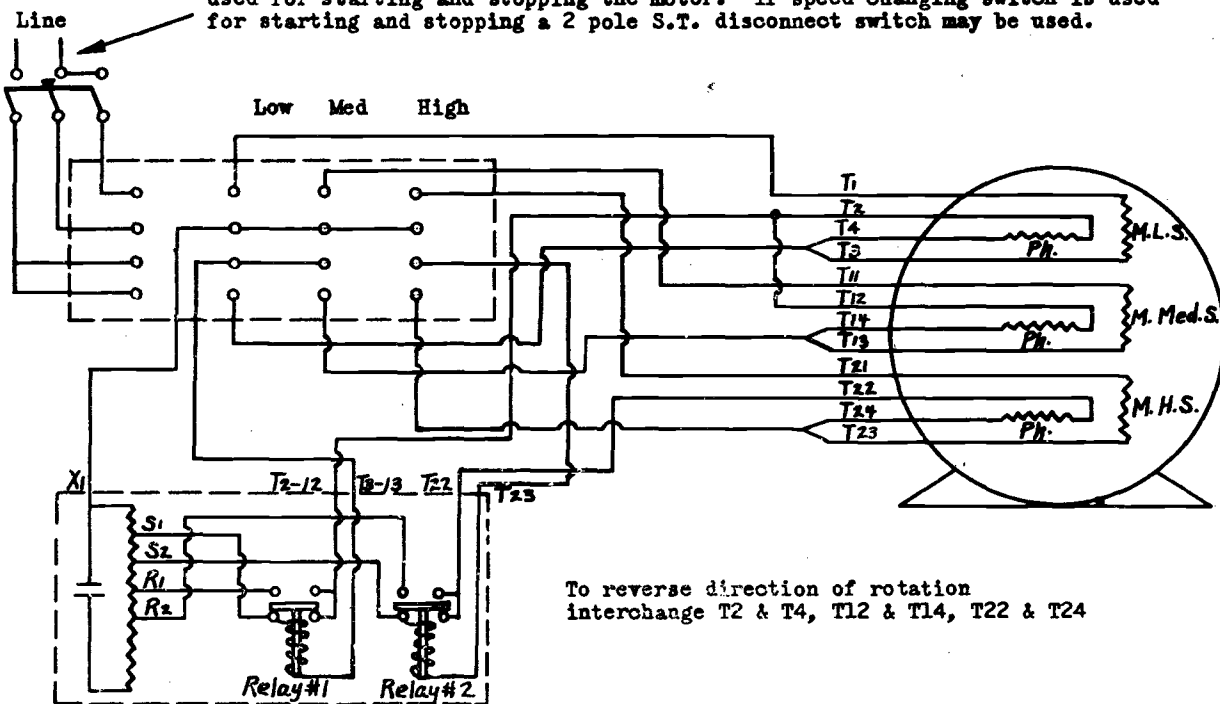 used for starting and stopping the motor. If speed changing switch is used
for starting and stopping a 2 pole S.T. disconnect switch may be used.
Line
Low Med High
T1
T2
T4
T3
Ph.
M.L.S.
T11
T12
T14
T13
Ph.
M. Med.S.
T21
T22
T24
T23
Ph.
M.H.S.
X1 T2-12 T3-13 T22 T23
S1
S2
R1
R2
Relay#1 Relay#2
To reverse direction of rotation
interchange T2 & T4, T12 & T14, T22 & T24